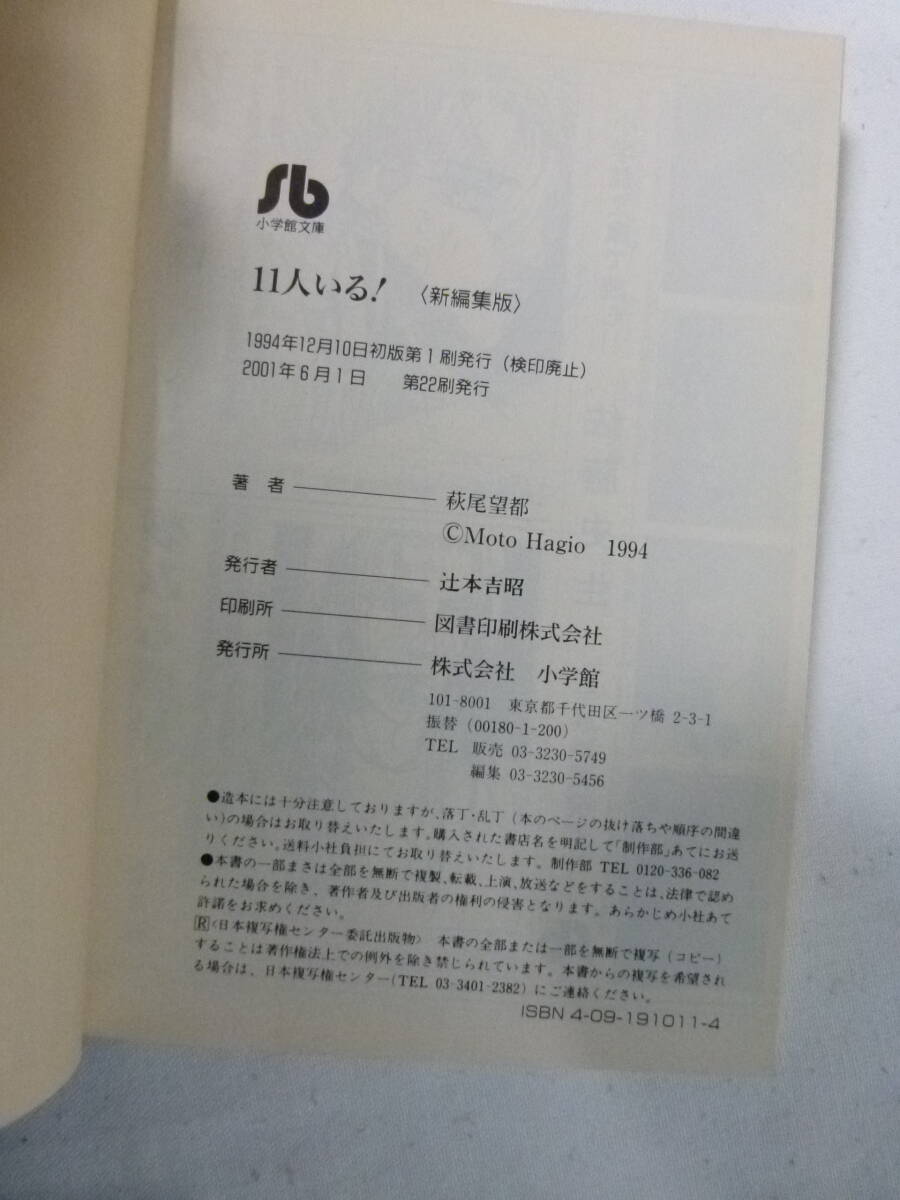 sb
小学館文庫
11人いる! 〈新編集版〉
1994年12月10日初版第1刷発行(検印廃止)
2001年6月1日 第22刷発行
著 者 萩尾望都
©Moto Hagio 1994
発行者 辻本吉昭
印刷所 図書印刷株式会社
発行所 株式会社 小学館
101-8001 東京都千代田区一ツ橋 2-3-1
振替 (00180-1-200)
TEL 販売 03-3230-5749
編集 03-3230-5456
●造本には十分注意しておりますが、落丁・乱丁(本のページの抜け落ちや順序の間違
い)の場合はお取り替えいたします。購入された書店名を明記して「制作部」あてにお送
りください。送料小社負担にてお取り替えいたします。制作部 TEL 0120-336-082
●本書の一部まさは全部を無断で複製、転載、上演、放送などをすることは、法律で認め
られた場合を除き、著作者及び出版者の権利の侵害となります。あらかじめ小社あて
許諾をお求めください。
R〈日本複写権センター委託出版物〉 本書の全部または一部を無断で複写(コピー)
することは著作権法上での例外を除き禁じられています。本書からの複写を希望され
る場合は、日本複写権センター(TEL 03-3401-2382)にご連絡ください。
ISBN 4-09-191011-4